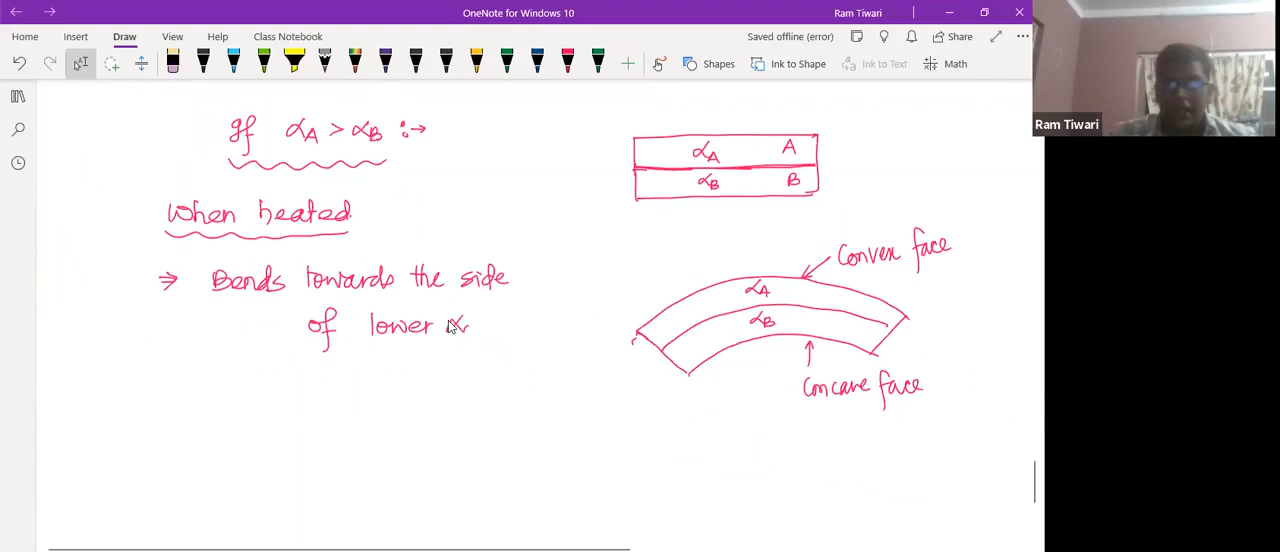 OneNote for Windows 10
Ram Tiwari
Home Insert Draw View Help Class Notebook
Saved offline (error) Share
Shapes Ink to Shape Ink to Text Math
Ram Tiwari
If αA > αB :→
When heated
⇒ Bends towards the side
of lower α
αA A
αB B
Convex face
αA
αB
Concave face